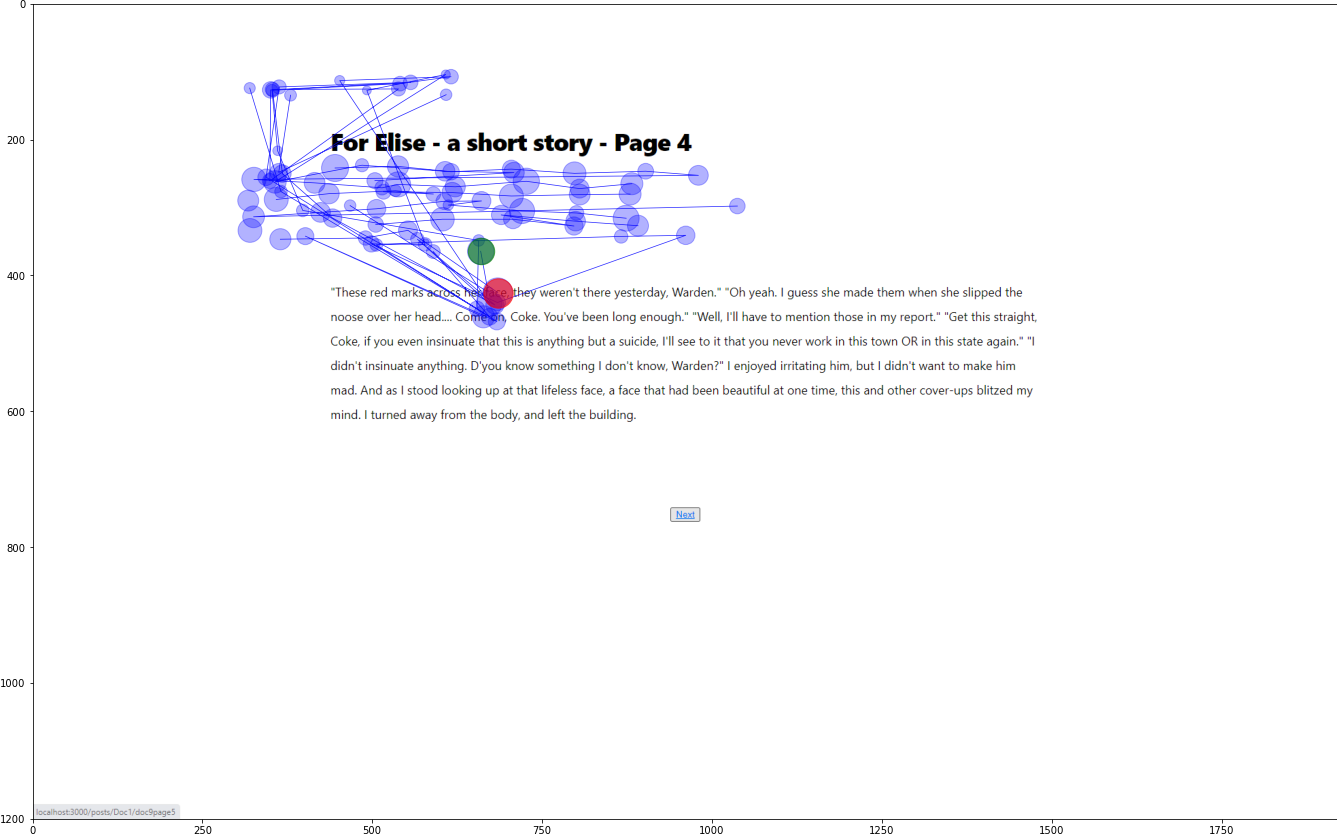 0
200
For Elise - a short story - Page 4
400
"These red marks across her face, they weren't there yesterday, Warden." "Oh yeah. I guess she made them when she slipped the
noose over her head.... Come on, Coke. You've been long enough." "Well, I'll have to mention those in my report." "Get this straight,
Coke, if you even insinuate that this is anything but a suicide, I'll see to it that you never work in this town OR in this state again." "I
didn't insinuate anything. D'you know something I don't know, Warden?" I enjoyed irritating him, but I didn't want to make him
mad. And as I stood looking up at that lifeless face, a face that had been beautiful at one time, this and other cover-ups blitzed my
600
mind. I turned away from the body, and left the building.
Next
800
1000
localhost:3000/posts/Doc1/doc9page5
1200
0 250 500 750 1000 1250 1500 1750